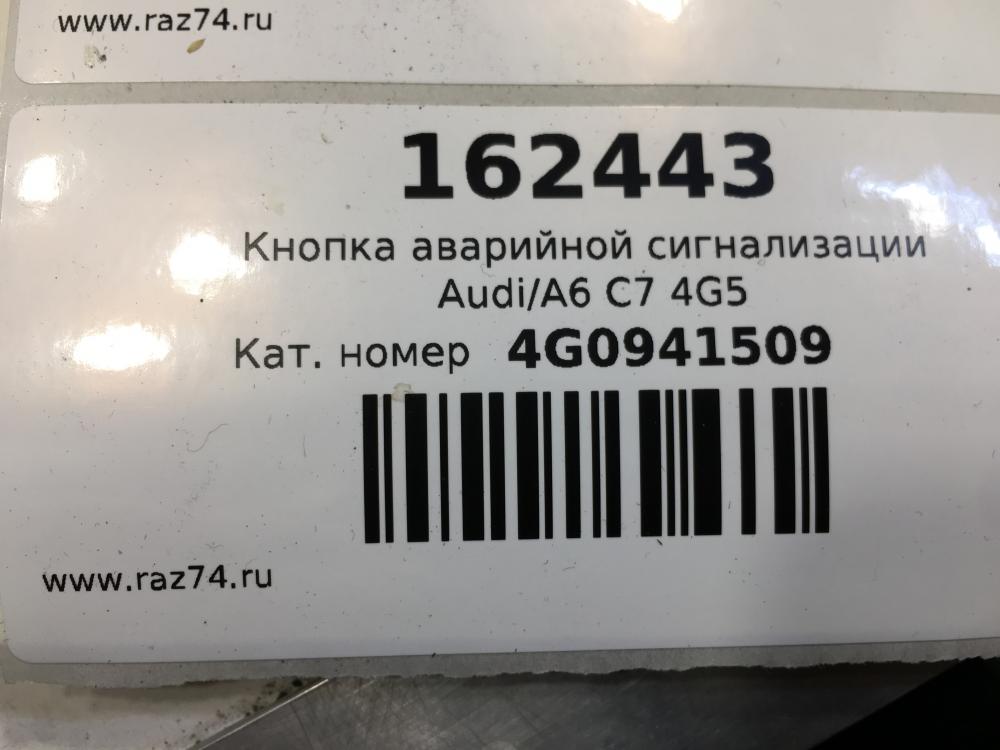 www.raz74.ru
162443
Кнопка аварийной сигнализации
Audi/A6 C7 4G5
Кат. номер 4G0941509
www.raz74.ru